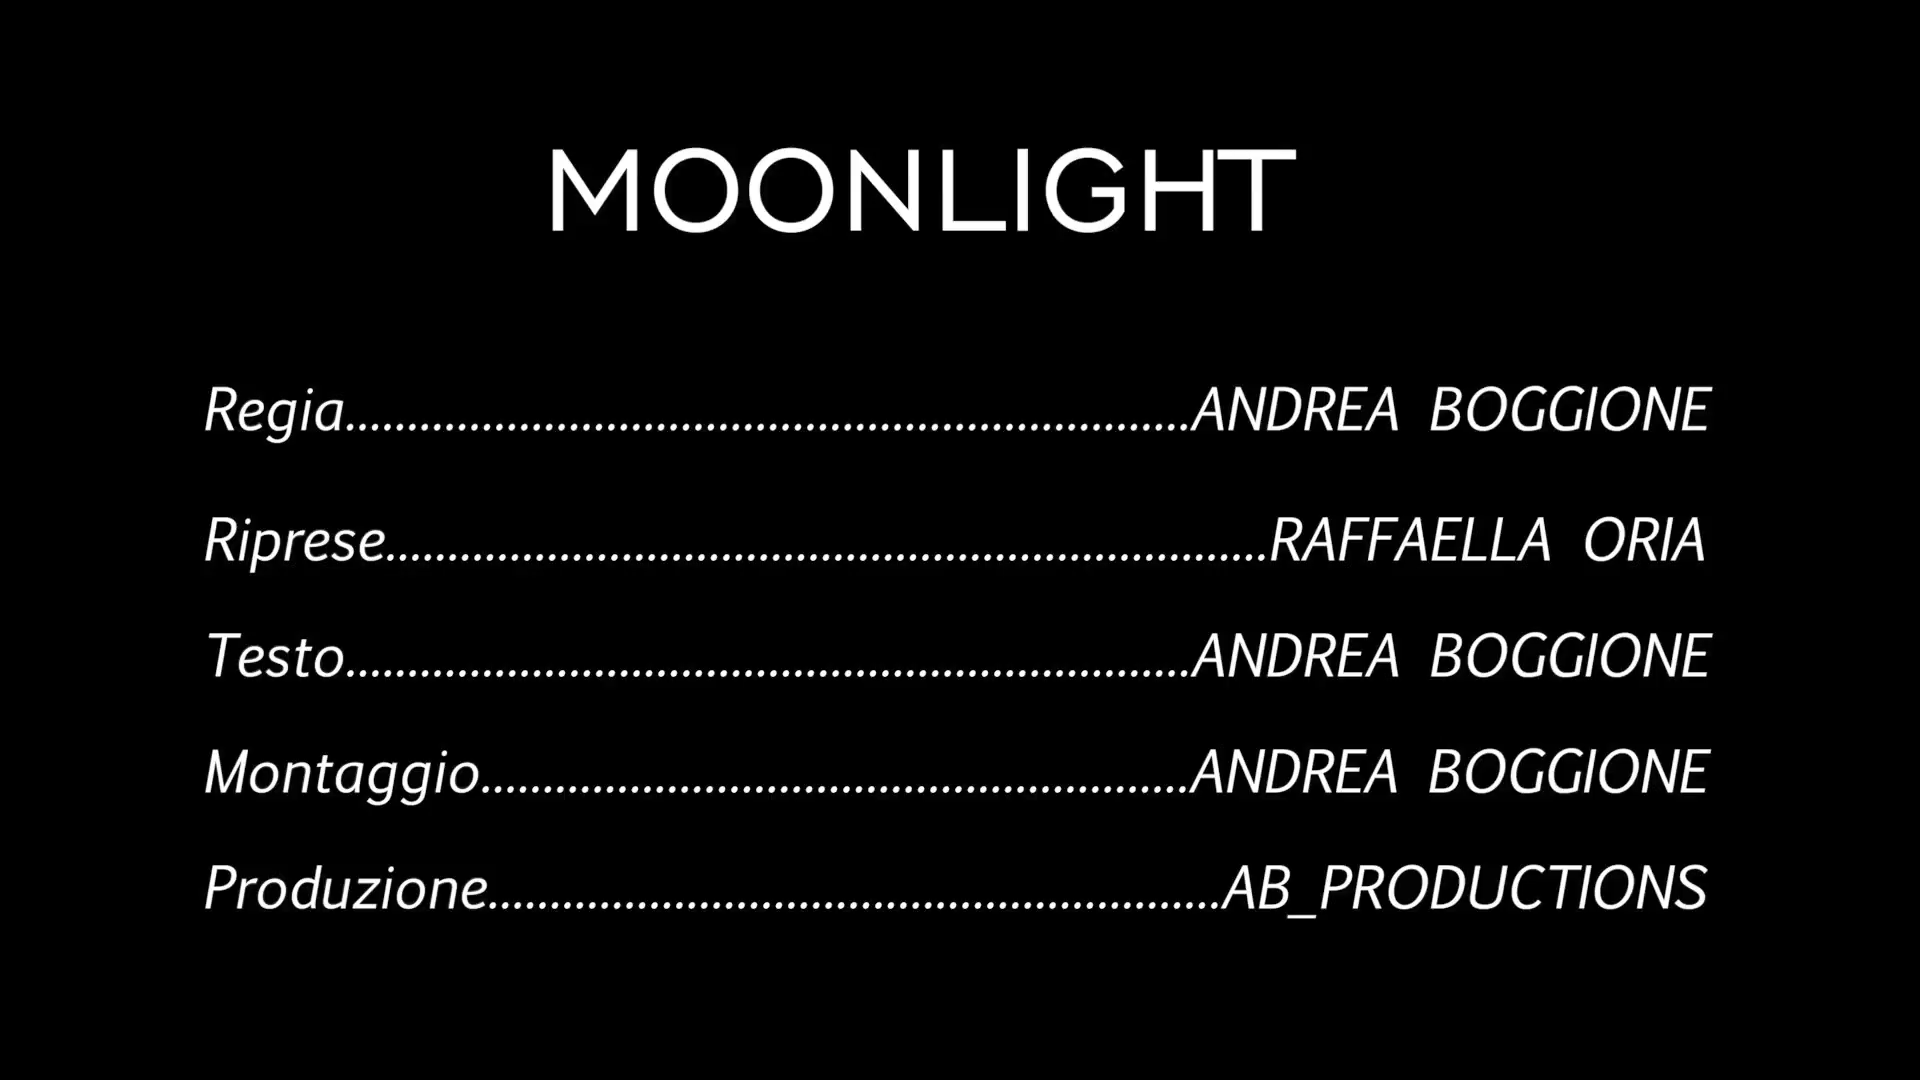 MOONLIGHT
Regia....................................................................ANDREA BOGGIONE
Riprese.......................................................................RAFFAELLA ORIA
Testo....................................................................ANDREA BOGGIONE
Montaggio.........................................................ANDREA BOGGIONE
Produzione...........................................................AB_PRODUCTIONS